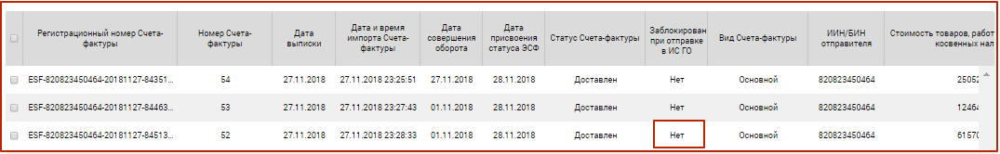 Регистрационный номер Счета-фактуры
Номер Счета-фактуры
Дата выписки
Дата и время импорта Счета-фактуры
Дата совершения оборота
Дата присвоения статуса ЭСФ
Статус Счета-фактуры
Заблокирован при отправке в ИС ГО
Вид Счета-фактуры
ИИН/БИН отправителя
Стоимость товаров, работ косвенных нал
ESF-820823450464-20181127-84351... 54 27.11.2018 27.11.2018 23:25:51 27.11.2018 28.11.2018 Доставлен Нет Основной 820823450464 25052
ESF-820823450464-20181127-84463... 53 27.11.2018 27.11.2018 23:27:43 01.11.2018 28.11.2018 Доставлен Нет Основной 820823450464 12464
ESF-820823450464-20181127-84513... 52 27.11.2018 27.11.2018 23:28:33 01.11.2018 28.11.2018 Доставлен Нет Основной 820823450464 61570